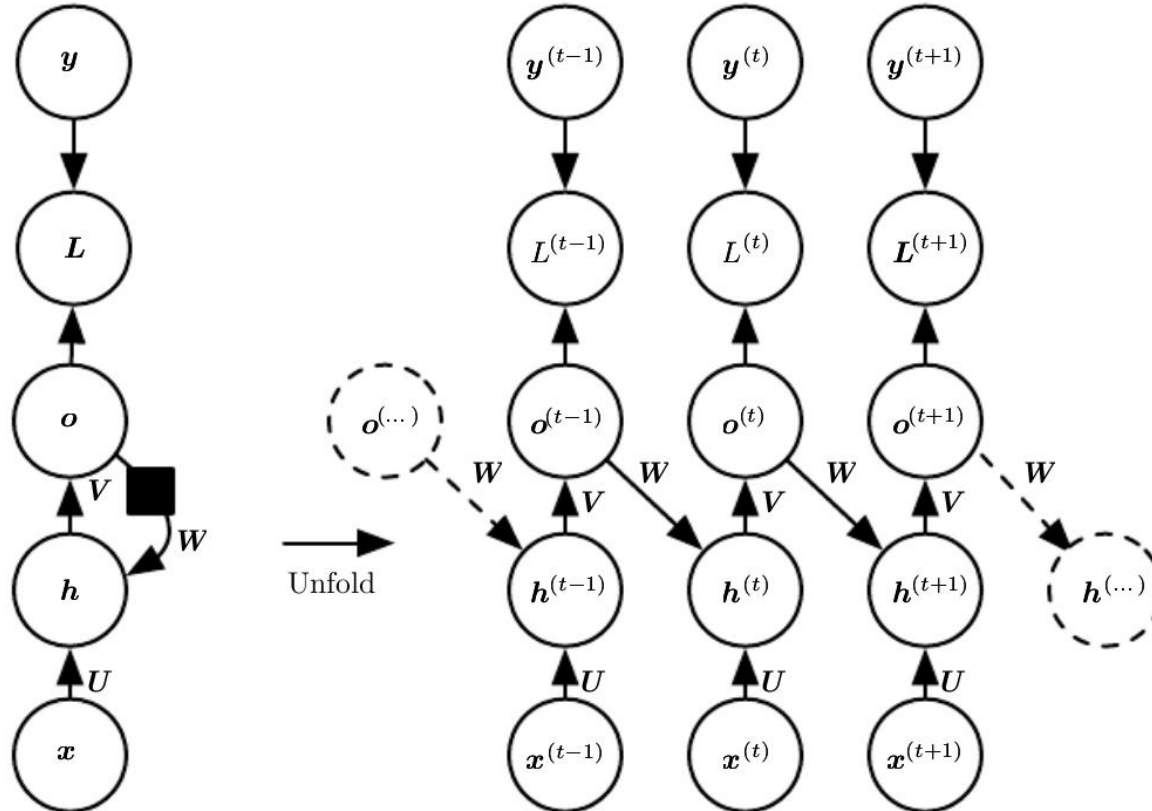 y y^(t−1) y^(t) y^(t+1)
L L^(t−1) L^(t) L^(t+1)
o o^(...) o^(t−1) o^(t) o^(t+1)
W W W W
V V V V
W
h h^(t−1) h^(t) h^(t+1) h^(...)
Unfold
U U U U
x x^(t−1) x^(t) x^(t+1)